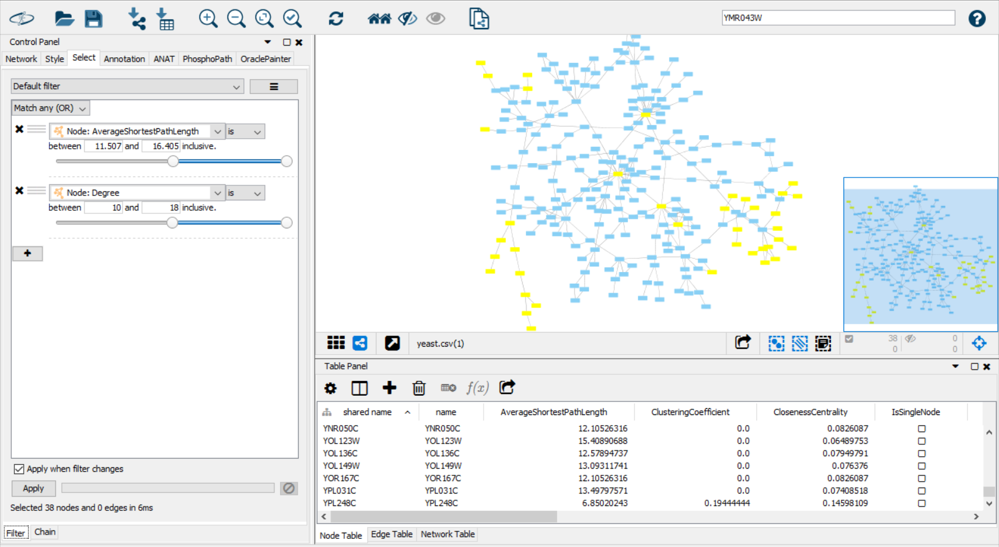 YMR043W
Control Panel
Network Style Select Annotation ANAT PhosphoPath OraclePainter
Default filter
Match any (OR)
Node: AverageShortestPathLength is
between 11.507 and 16.405 inclusive.
Node: Degree is
between 10 and 18 inclusive.
Apply when filter changes
Apply
Selected 38 nodes and 0 edges in 6ms
Filter Chain
yeast.csv(1)
38 0
0 0
Table Panel
f(x)
shared name name AverageShortestPathLength ClusteringCoefficient ClosenessCentrality IsSingleNode
YNR050C YNR050C 12.10526316 0.0 0.0826087
YOL123W YOL123W 15.40890688 0.0 0.06489753
YOL136C YOL136C 12.57894737 0.0 0.07949791
YOL149W YOL149W 13.09311741 0.0 0.076376
YOR167C YOR167C 12.10526316 0.0 0.0826087
YPL031C YPL031C 13.49797571 0.0 0.07408518
YPL248C YPL248C 6.85020243 0.19444444 0.14598109
Node Table Edge Table Network Table